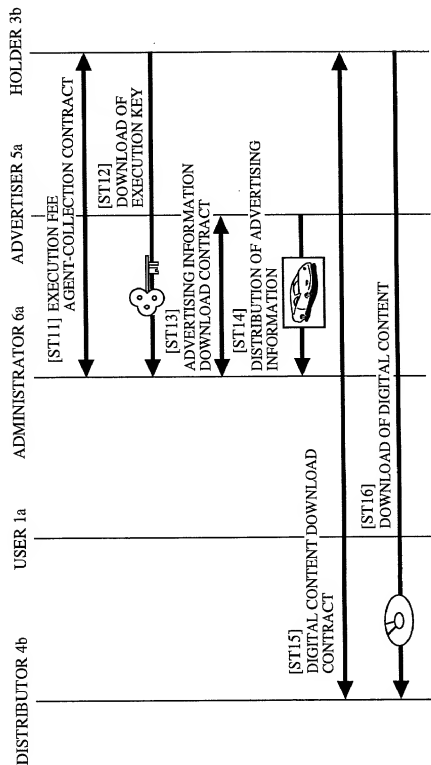 DISTRIBUTOR 4b
USER 1a
ADMINISTRATOR 6a
ADVERTISER 5a
HOLDER 3b
[ST11] EXECUTION FEE
AGENT-COLLECTION CONTRACT
[ST12]
DOWNLOAD OF
EXECUTION KEY
[ST13]
ADVERTISING INFORMATION
DOWNLOAD CONTRACT
[ST14]
DISTRIBUTION OF ADVERTISING
INFORMATION
[ST15]
DIGITAL CONTENT DOWNLOAD
CONTRACT
[ST16]
DOWNLOAD OF DIGITAL CONTENT